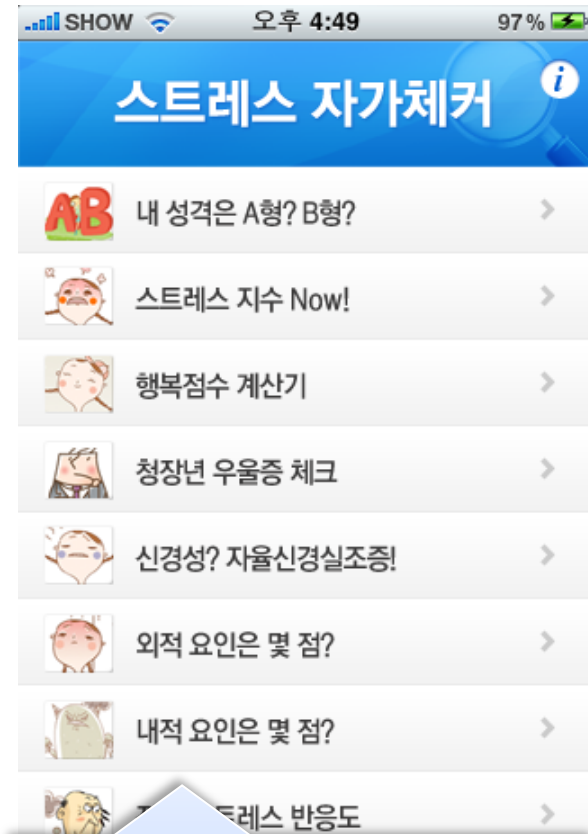 SHOW 오후 4:49 97%
스트레스 자가체커
i
AB 내 성격은 A형? B형?
스트레스 지수 Now!
행복점수 계산기
청장년 우울증 체크
신경성? 자율신경실조증!
외적 요인은 몇 점?
내적 요인은 몇 점?
반응도